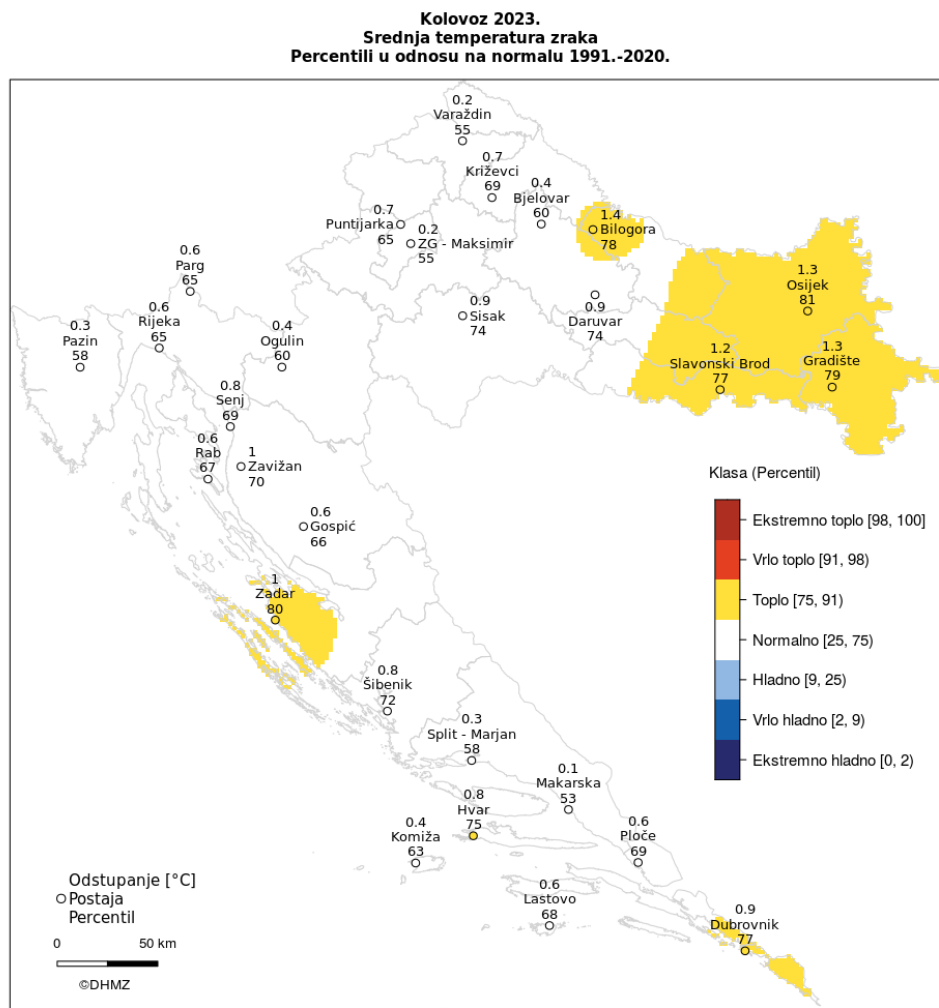 Kolovoz 2023.
Srednja temperatura zraka
Percentili u odnosu na normalu 1991.-2020.
0.2
Varaždin
55
0.7
Križevci
69
0.4
Bjelovar
60
1.4
Bilogora
78
0.7
Puntijarka
65
0.2
ZG - Maksimir
55
0.6
Parg
65
1.3
Osijek
81
0.9
Sisak
74
0.9
Daruvar
74
0.6
Rijeka
65
0.3
Pazin
58
0.4
Ogulin
60
1.2
Slavonski Brod
77
1.3
Gradište
79
0.8
Senj
69
0.6
Rab
67
1
Zavižan
70
0.6
Gospić
66
1
Zadar
80
0.8
Šibenik
72
0.3
Split - Marjan
58
0.1
Makarska
53
0.8
Hvar
75
0.4
Komiža
63
0.6
Ploče
69
0.6
Lastovo
68
0.9
Dubrovnik
77
Klasa (Percentil)
Ekstremno toplo [98, 100]
Vrlo toplo [91, 98)
Toplo [75, 91)
Normalno [25, 75)
Hladno [9, 25)
Vrlo hladno [2, 9)
Ekstremno hladno [0, 2)
Odstupanje [°C]
Postaja
Percentil
0 50 km
©DHMZ